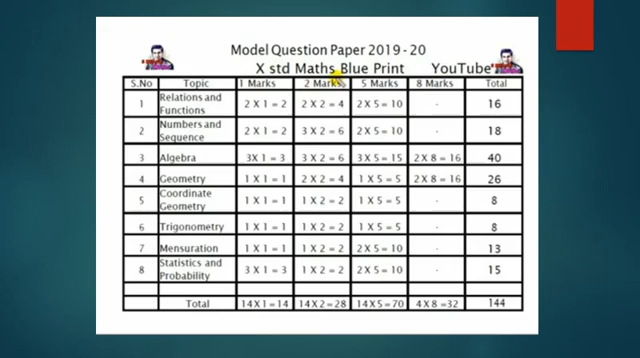 Model Question Paper 2019 - 20
X std Maths Blue Print YouTube
S.No Topic 1 Marks 2 Marks 5 Marks 8 Marks Total
1 Relations and Functions 2 X 1 = 2 2 X 2 = 4 2 X 5 = 10 - 16
2 Numbers and Sequence 2 X 1 = 2 3 X 2 = 6 2 X 5 = 10 - 18
3 Algebra 3X 1 = 3 3 X 2 = 6 3 X 5 = 15 2 X 8 = 16 40
4 Geometry 1 X 1 = 1 2 X 2 = 4 1 X 5 = 5 2 X 8 = 16 26
5 Coordinate Geometry 1 X 1 = 1 1 X 2 = 2 1 X 5 = 5 - 8
6 Trigonometry 1 X 1 = 1 1 X 2 = 2 1 X 5 = 5 - 8
7 Mensuration 1 X 1 = 1 1 X 2 = 2 2 X 5 = 10 - 13
8 Statistics and Probability 3 X 1 = 3 1 X 2 = 2 2 X 5 = 10 - 15
Total 14 X 1 = 14 14 X 2 = 28 14 X 5 = 70 4 X 8 = 32 144